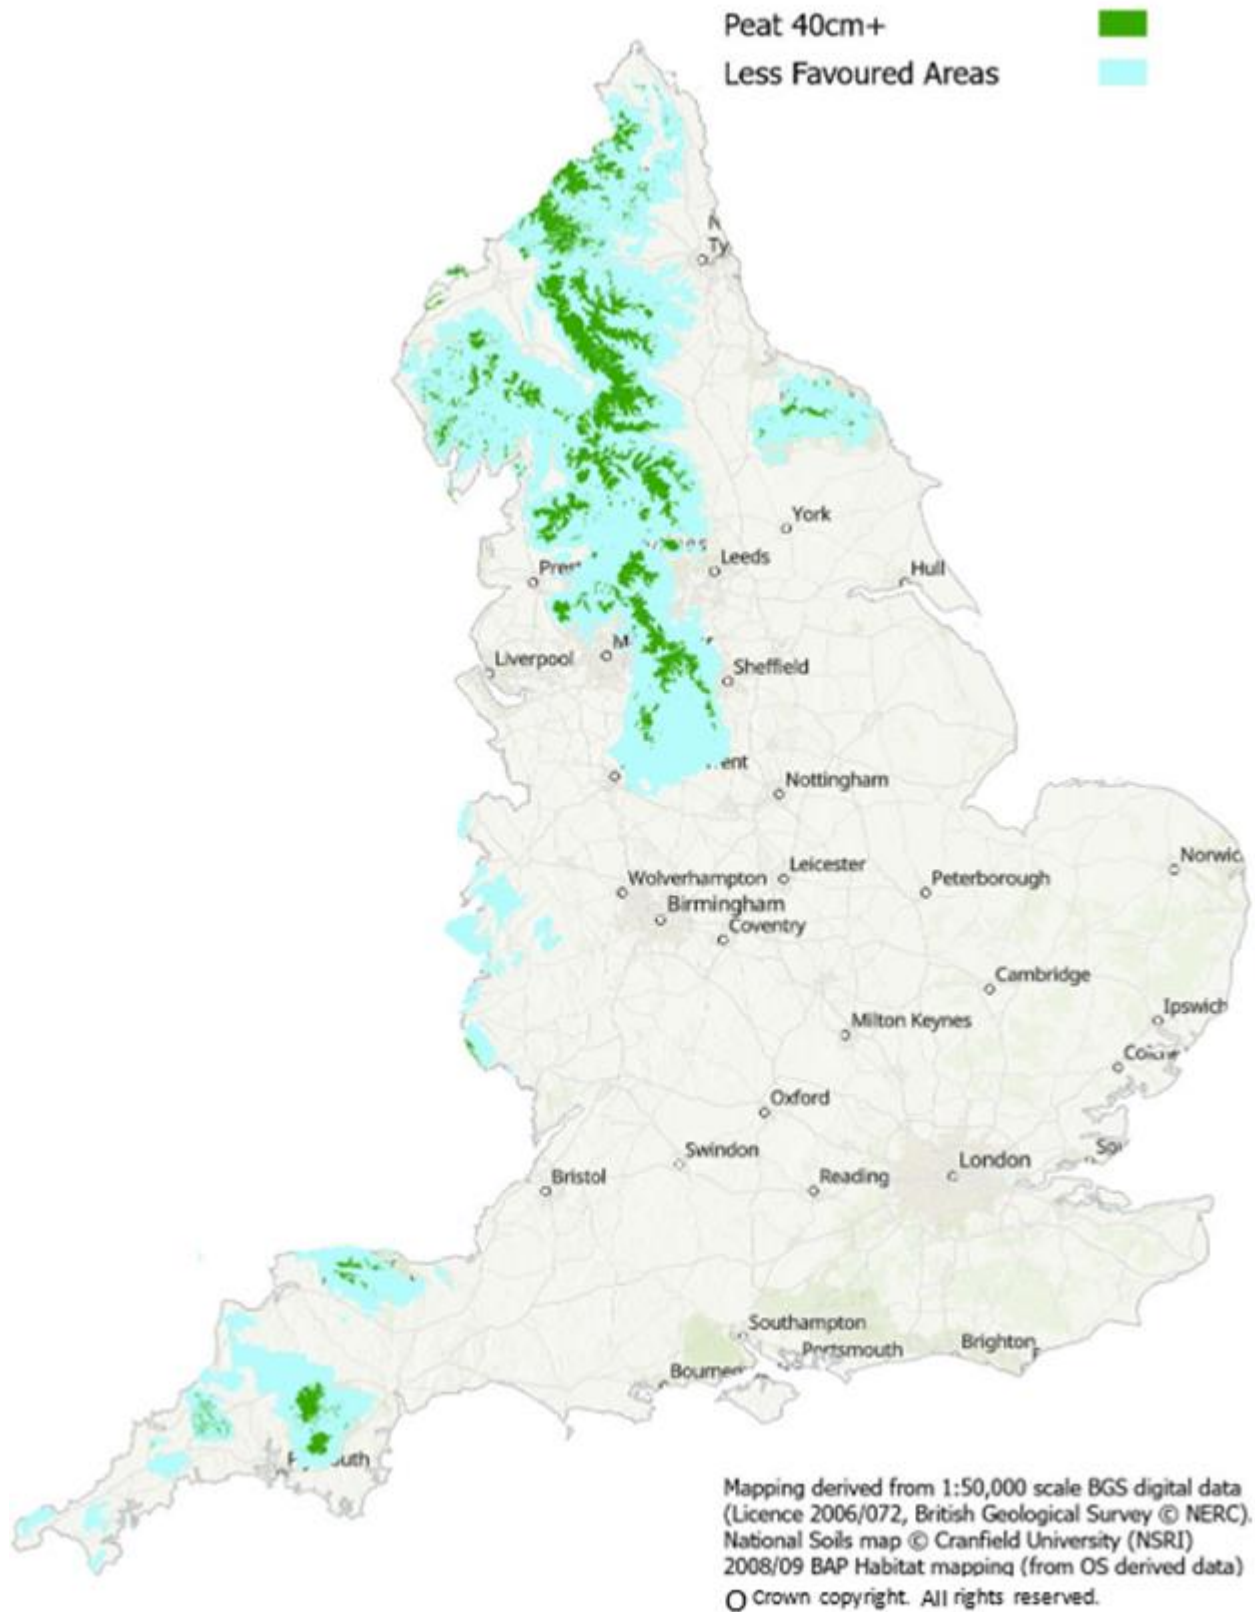 Peat 40cm+
Less Favoured Areas
York
Leeds
Hull
Liverpool
Sheffield
Nottingham
Leicester
Wolverhampton
Peterborough
Birmingham
Coventry
Cambridge
Milton Keynes
Ipswich
Oxford
Swindon
London
Bristol
Reading
Southampton
Portsmouth
Brighton
Mapping derived from 1:50,000 scale BGS digital data
(Licence 2006/072, British Geological Survey © NERC).
National Soils map © Cranfield University (NSRI)
2008/09 BAP Habitat mapping (from OS derived data)
Crown copyright. All rights reserved.